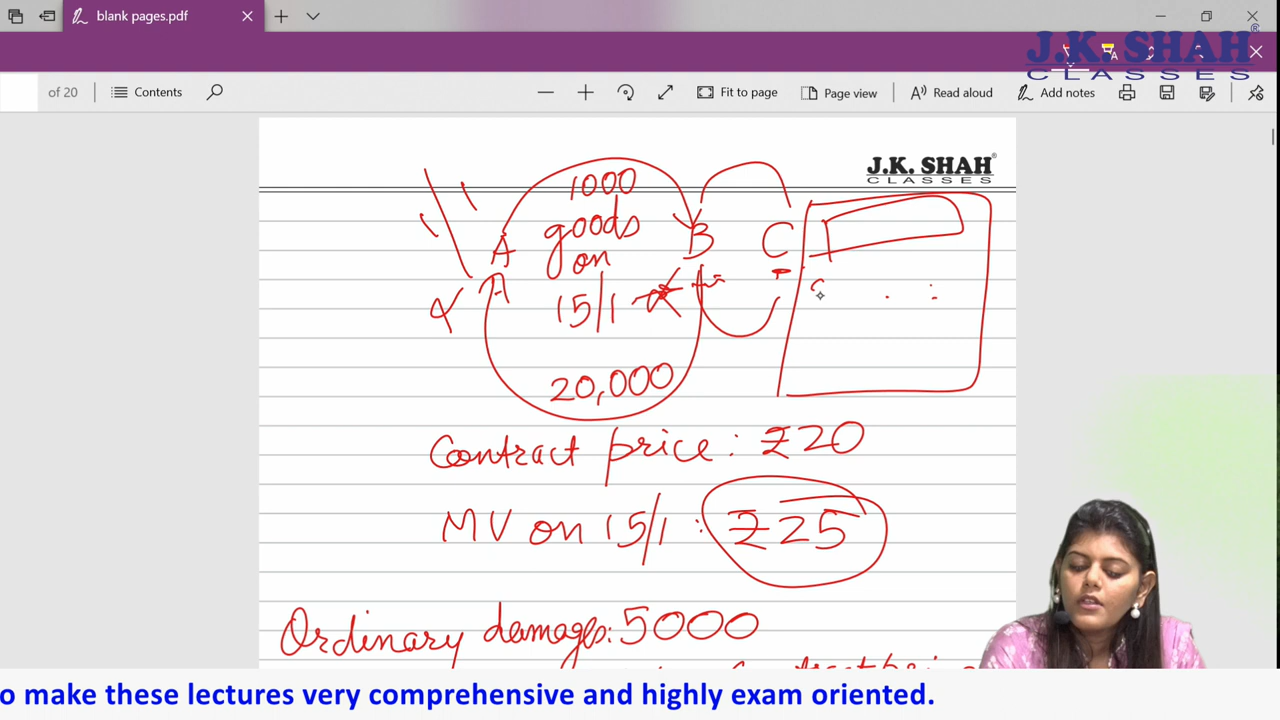 blank pages.pdf
J.K. SHAH®
CLASSES
of 20
Contents
Fit to page
Page view
Read aloud
Add notes
J.K. SHAH®
CLASSES
1000
A goods B C
on
A 15/1
20,000
Contract price: ₹20
MV on 15/1: ₹25
Ordinary damages: 5000
o make these lectures very comprehensive and highly exam oriented.